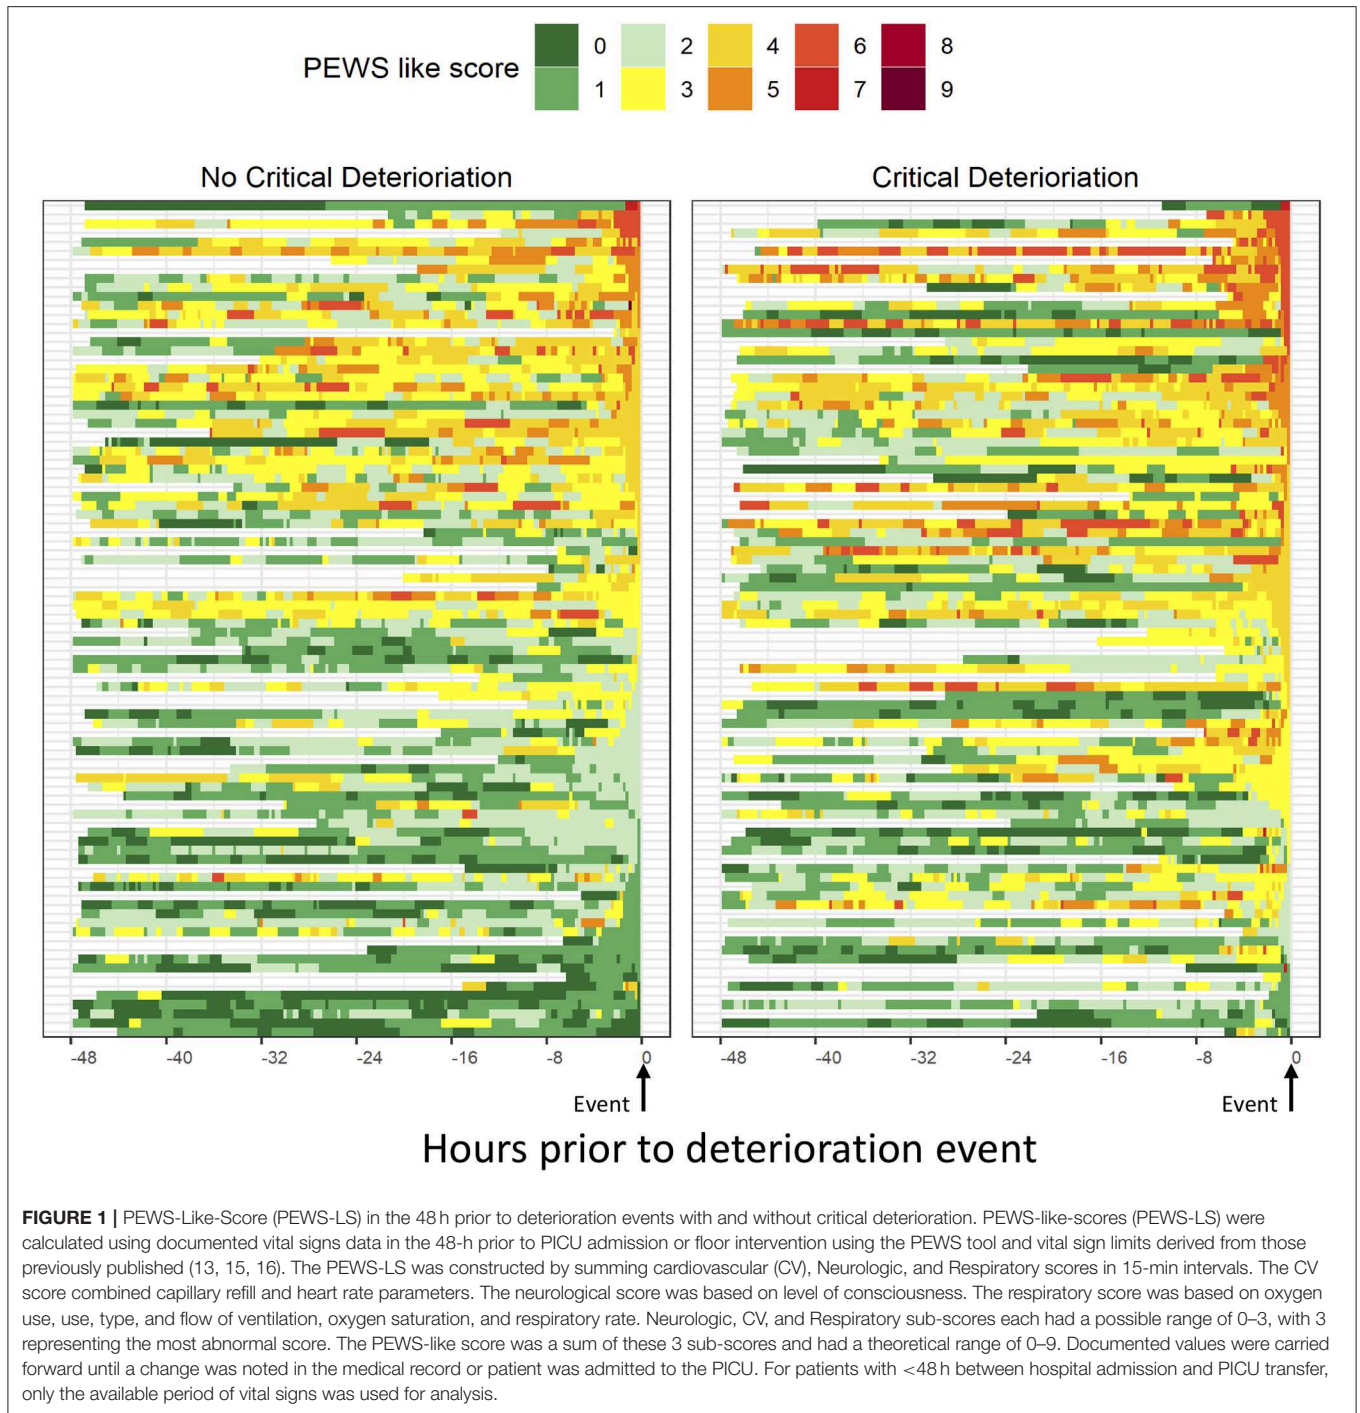 PEWS like score
0 2 4 6 8
1 3 5 7 9
No Critical Deterioriation
Critical Deterioration
-48 -40 -32 -24 -16 -8 0
-48 -40 -32 -24 -16 -8 0
Event
Event
Hours prior to deterioration event
FIGURE 1 | PEWS-Like-Score (PEWS-LS) in the 48 h prior to deterioration events with and without critical deterioration. PEWS-like-scores (PEWS-LS) were
calculated using documented vital signs data in the 48-h prior to PICU admission or floor intervention using the PEWS tool and vital sign limits derived from those
previously published (13, 15, 16). The PEWS-LS was constructed by summing cardiovascular (CV), Neurologic, and Respiratory scores in 15-min intervals. The CV
score combined capillary refill and heart rate parameters. The neurological score was based on level of consciousness. The respiratory score was based on oxygen
use, use, type, and flow of ventilation, oxygen saturation, and respiratory rate. Neurologic, CV, and Respiratory sub-scores each had a possible range of 0–3, with 3
representing the most abnormal score. The PEWS-like score was a sum of these 3 sub-scores and had a theoretical range of 0–9. Documented values were carried
forward until a change was noted in the medical record or patient was admitted to the PICU. For patients with <48 h between hospital admission and PICU transfer,
only the available period of vital signs was used for analysis.